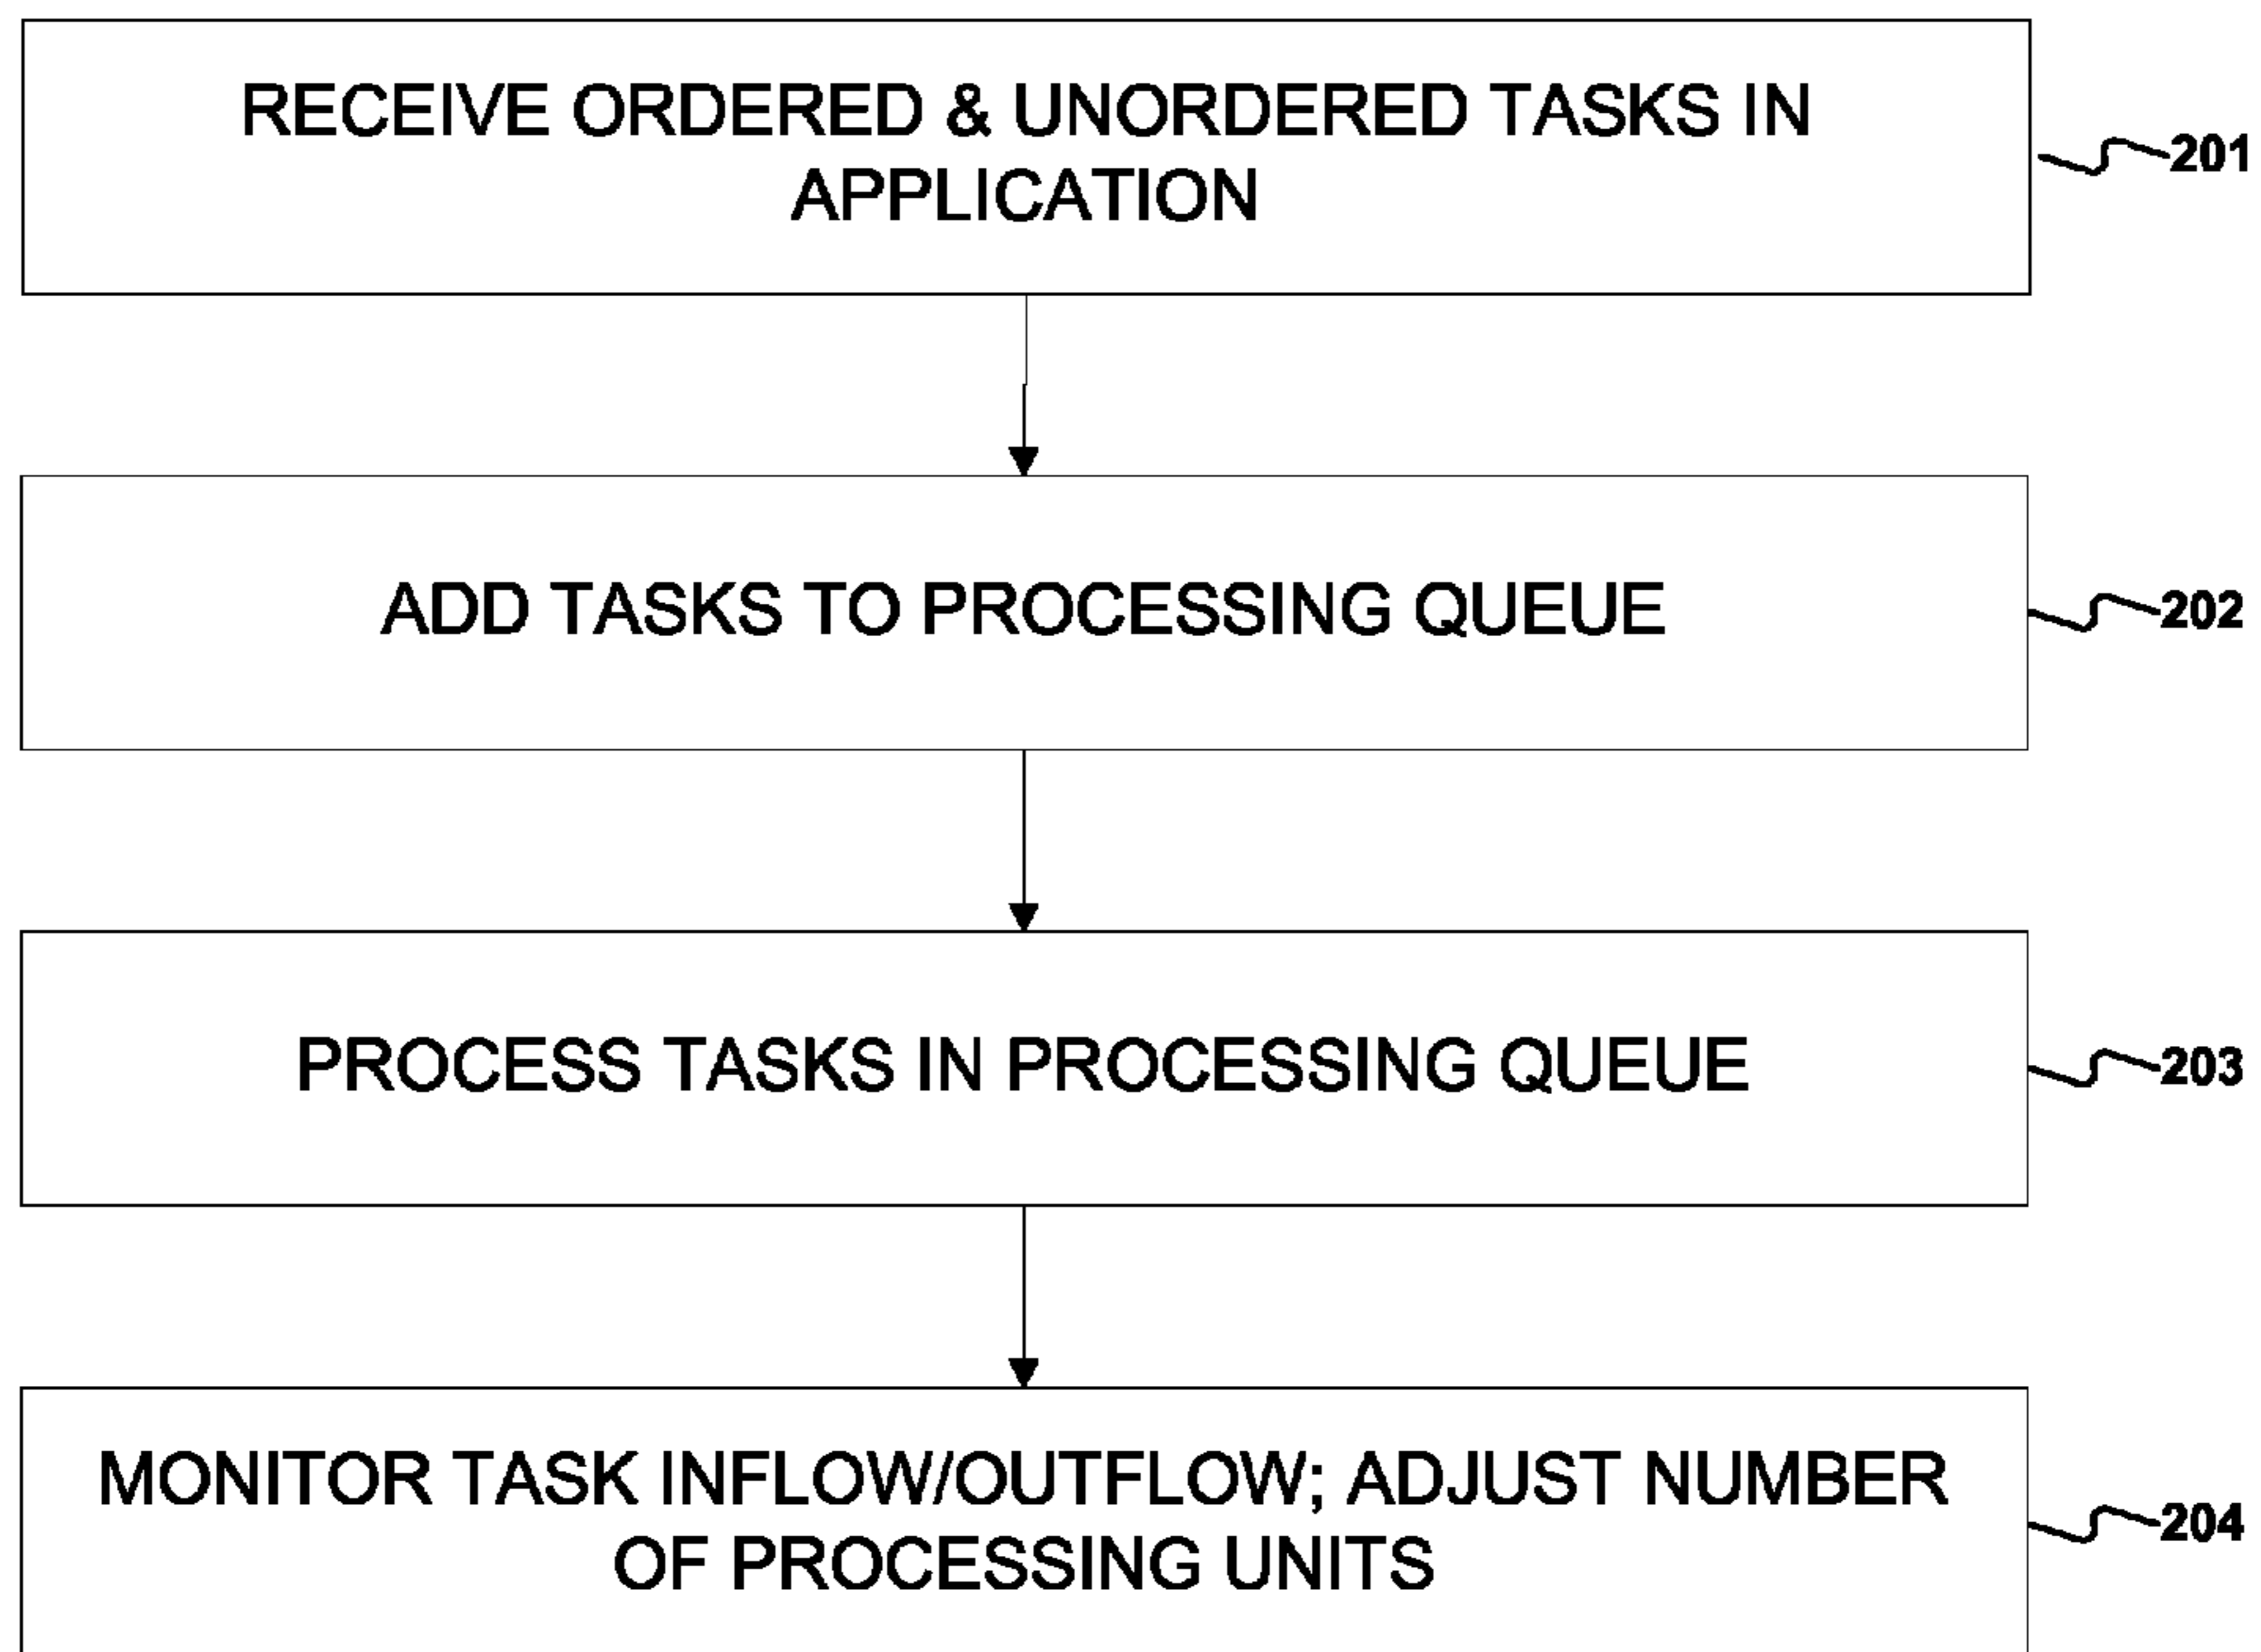 RECEIVE ORDERED & UNORDERED TASKS IN
APPLICATION
201
ADD TASKS TO PROCESSING QUEUE
202
PROCESS TASKS IN PROCESSING QUEUE
203
MONITOR TASK INFLOW/OUTFLOW; ADJUST NUMBER
OF PROCESSING UNITS
204